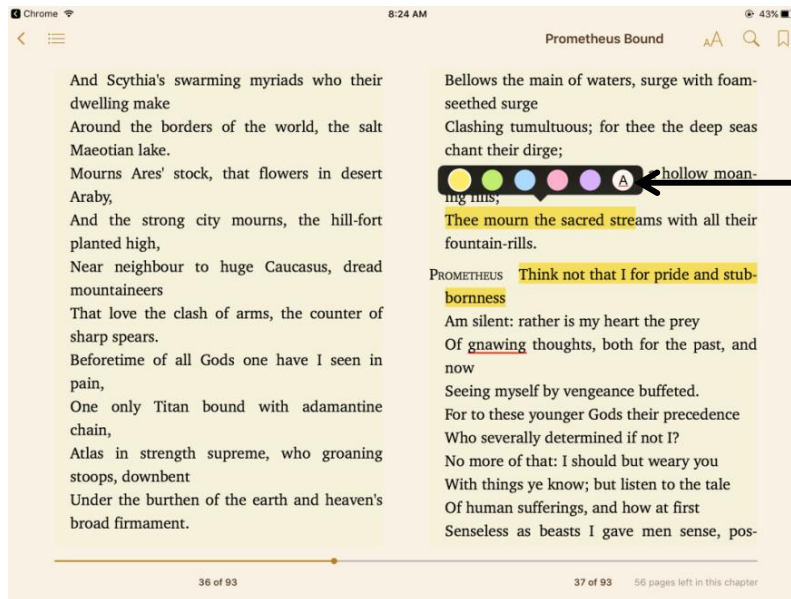 Chrome
8:24 AM
43%
Prometheus Bound
AA
And Scythia's swarming myriads who their
dwelling make
Around the borders of the world, the salt
Maeotian lake.
Mourns Ares' stock, that flowers in desert
Araby,
And the strong city mourns, the hill-fort
planted high,
Near neighbour to huge Caucasus, dread
mountaineers
That love the clash of arms, the counter of
sharp spears.
Beforetime of all Gods one have I seen in
pain,
One only Titan bound with adamantine
chain,
Atlas in strength supreme, who groaning
stoops, downbent
Under the burthen of the earth and heaven's
broad firmament.
36 of 93
Bellows the main of waters, surge with foam-
seethed surge
Clashing tumultuous; for thee the deep seas
chant their dirge;
A
hollow moan-
ing rills;
Thee mourn the sacred streams with all their
fountain-rills.
PROMETHEUS Think not that I for pride and stub-
bornness
Am silent: rather is my heart the prey
Of gnawing thoughts, both for the past, and
now
Seeing myself by vengeance buffeted.
For to these younger Gods their precedence
Who severally determined if not I?
No more of that: I should but weary you
With things ye know; but listen to the tale
Of human sufferings, and how at first
Senseless as beasts I gave men sense, pos-
37 of 93
56 pages left in this chapter